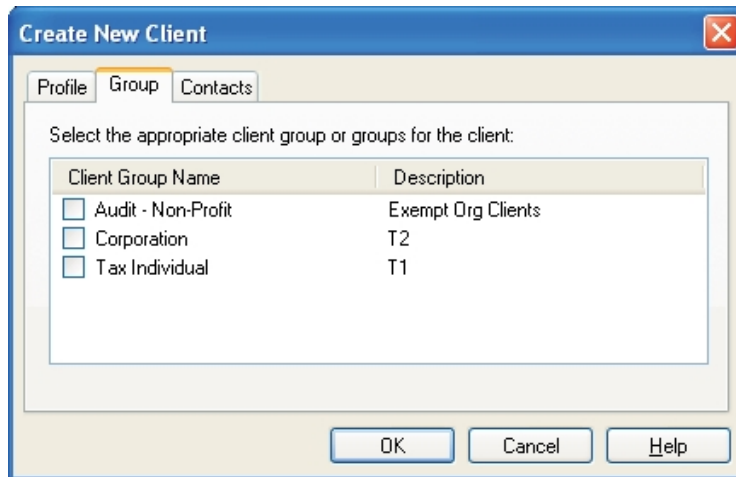 Create New Client
Profile Group Contacts
Select the appropriate client group or groups for the client:
Client Group Name Description
Audit - Non-Profit Exempt Org Clients
Corporation T2
Tax Individual T1
OK Cancel Help